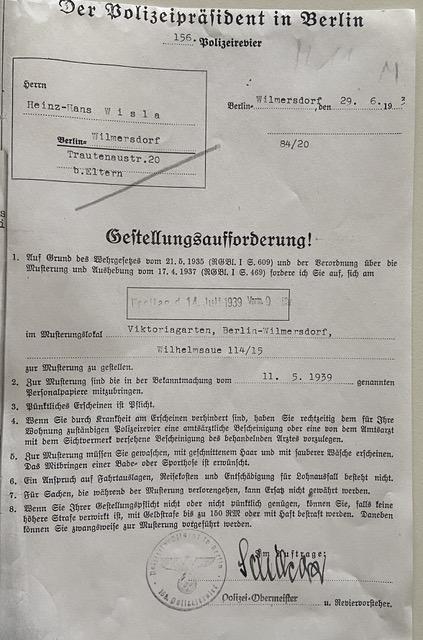 Der Polizeipräsident in Berlin
156. Polizeirevier
Herrn
Heinz-Hans Wisla
Berlin= Wilmersdorf
Trautenaustr.20
b.Eltern
Berlin= Wilmersdorf, den 29. 6. 193
84/20
Gestellungsaufforderung!
1. Auf Grund des Wehrgesetzes vom 21. 5. 1935 (RGBl. I S. 609) und der Verordnung über die
Musterung und Aushebung vom 17. 4. 1937 (RGBl. I S. 469) fordere ich Sie auf, sich am
Freitag d. 14. Juli 1939 Vorm. 9
im Musterungslokal Viktoriagarten, Berlin-Wilmersdorf,
Wilhelmsaue 114/15
zur Musterung zu gestellen.
2. Zur Musterung sind die in der Bekanntmachung vom 11. 5. 1939 genannten
Personalpapiere mitzubringen.
3. Pünktliches Erscheinen ist Pflicht.
4. Wenn Sie durch Krankheit am Erscheinen verhindert sind, haben Sie rechtzeitig dem für Ihre
Wohnung zuständigen Polizeirevier eine amtsärztliche Bescheinigung oder eine von dem Amtsarzt
mit dem Sichtvermerk versehene Bescheinigung des behandelnden Arztes vorzulegen.
5. Zur Musterung müssen Sie gewaschen, mit geschnittenem Haar und mit sauberer Wäsche erscheinen.
Das Mitbringen einer Bade- oder Sporthose ist erwünscht.
6. Ein Anspruch auf Fahrtauslagen, Reisekosten und Entschädigung für Lohnausfall besteht nicht.
7. Für Sachen, die während der Musterung verlorengehen, kann Ersatz nicht gewährt werden.
8. Wenn Sie Ihrer Gestellungspflicht nicht oder nicht pünktlich genügen, können Sie, falls keine
höhere Strafe verwirkt ist, mit Geldstrafe bis zu 150 RM oder mit Haft bestraft werden. Daneben
können Sie zwangsweise zur Musterung vorgeführt werden.
Im Auftrage:
Polizei-Obermeister u. Reviervorsteher.